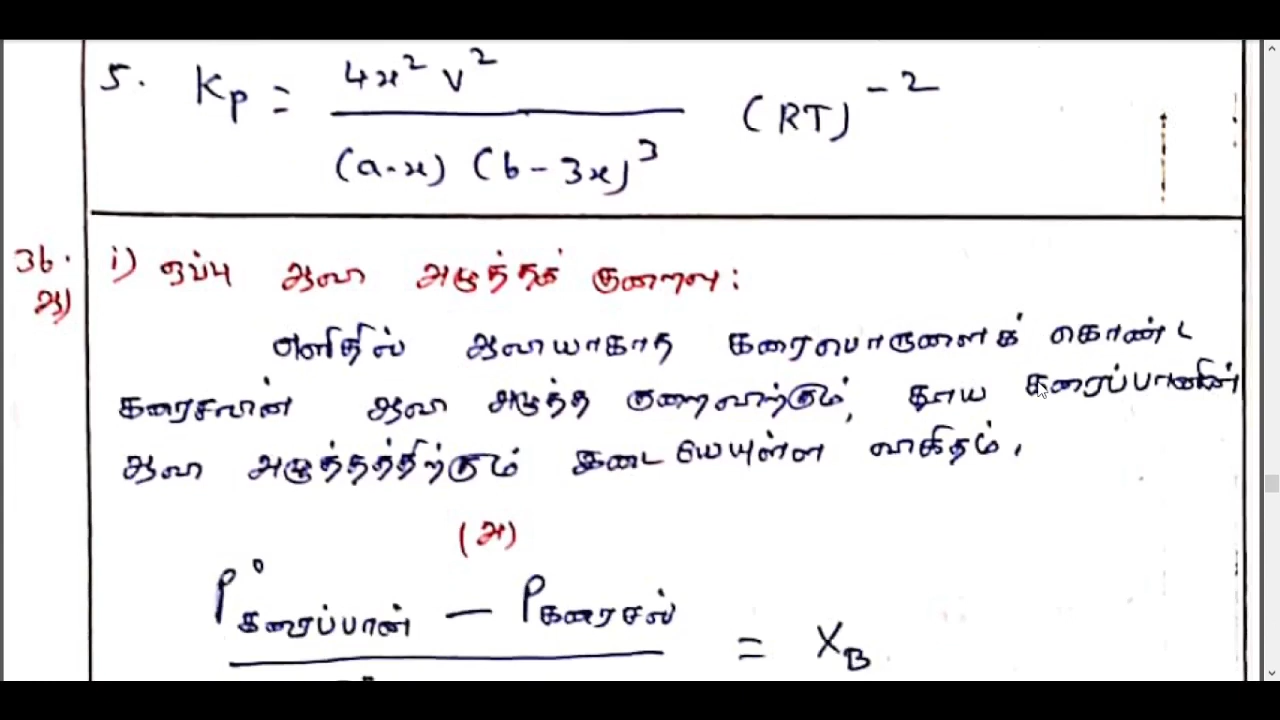 5. Kp = 4x² V² / (a-x) (b-3x)³ (RT)⁻²
36. i) ஒப்பு ஆவி அழுத்தக் குறைவு:
அ)
எளிதில் ஆவியாகாத கரைபொருளைக் கொண்ட
கரைசலின் ஆவி அழுத்த குறைவிற்கும், தூய கரைப்பானின்
ஆவி அழுத்தத்திற்கும் இடையேயுள்ள விகிதம்.
(அ)
P°கரைப்பான் – Pகரைசல் = X_B